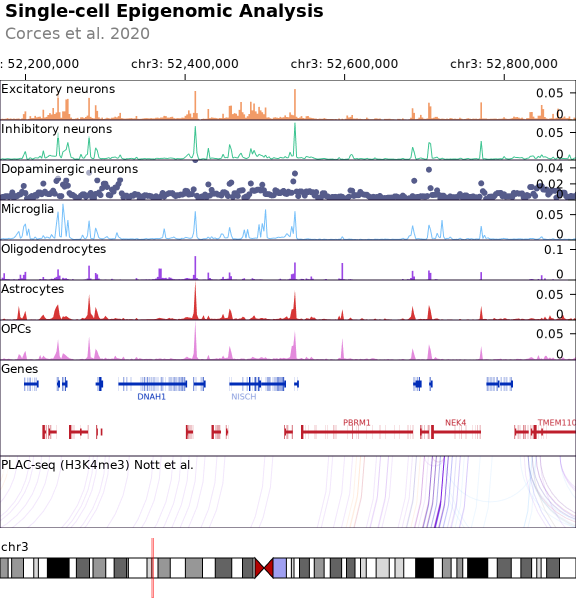 Single-cell Epigenomic Analysis
Corces et al. 2020
: 52,200,000 chr3: 52,400,000 chr3: 52,600,000 chr3: 52,800,000
Excitatory neurons
0.05
0
Inhibitory neurons
0.05
0
Dopaminergic neurons
0.04
0.02
0
Microglia
0.05
0
Oligodendrocytes
0.1
0
Astrocytes
0.05
0
OPCs
0.05
0
Genes
DNAH1 NISCH
PBRM1 NEK4 TMEM110
PLAC-seq (H3K4me3) Nott et al.
chr3